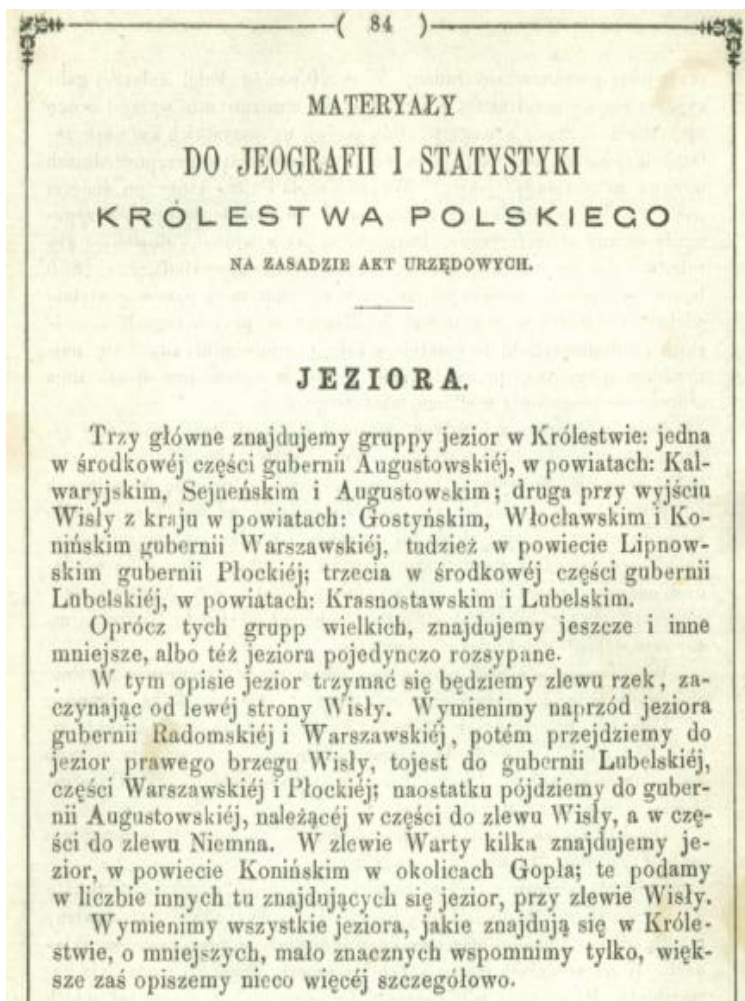 ( 84 )
MATERYAŁY
DO JEOGRAFII I STATYSTYKI
KRÓLESTWA POLSKIEGO
NA ZASADZIE AKT URZĘDOWYCH.
JEZIORA.
Trzy główne znajdujemy gruppy jezior w Królestwie: jedna
w środkowéj części gubernii Augustowskiéj, w powiatach: Kal-
waryjskim, Sejneńskim i Augustowskim; druga przy wyjściu
Wisły z kraju w powiatach: Gostyńskim, Włocławskim i Ko-
nińskim gubernii Warszawskiéj, tudzież w powiecie Lipnow-
skim gubernii Płockiéj; trzecia w środkowéj części gubernii
Lubelskiéj, w powiatach: Krasnostawskim i Lubelskim.
Oprócz tych grupp wielkich, znajdujemy jeszcze i inne
mniejsze, albo téż jeziora pojedynczo rozsypane.
W tym opisie jezior trzymać się będziemy zlewu rzek, za-
czynając od lewéj strony Wisły. Wymienimy naprzód jeziora
gubernii Radomskiéj i Warszawskiéj, potém przejdziemy do
jezior prawego brzegu Wisły, tojest do gubernii Lubelskiéj,
części Warszawskiéj i Płockiéj; naostatku pójdziemy do guber-
nii Augustowskiéj, należącéj w części do zlewu Wisły, a w czę-
ści do zlewu Niemna. W zlewie Warty kilka znajdujemy je-
zior, w powiecie Konińskim w okolicach Gopła; te podamy
w liczbie innych tu znajdujących się jezior, przy zlewie Wisły.
Wymienimy wszystkie jeziora, jakie znajdują się w Króle-
stwie, o mniejszych, mało znacznych wspomnimy tylko, więk-
sze zaś opiszemy nieco więcéj szczegółowo.